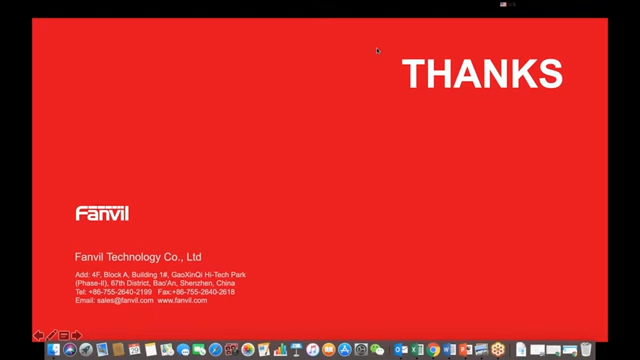 THANKS
Fanvil
Fanvil Technology Co., Ltd
Add: 4F, Block A, Building 1#, GaoXinQi Hi-Tech Park
(Phase-II), 67th District, Bao'An, Shenzhen, China
Tel: +86-755-2640-2199 Fax:+86-755-2640-2618
Email: sales@fanvil.com www.fanvil.com